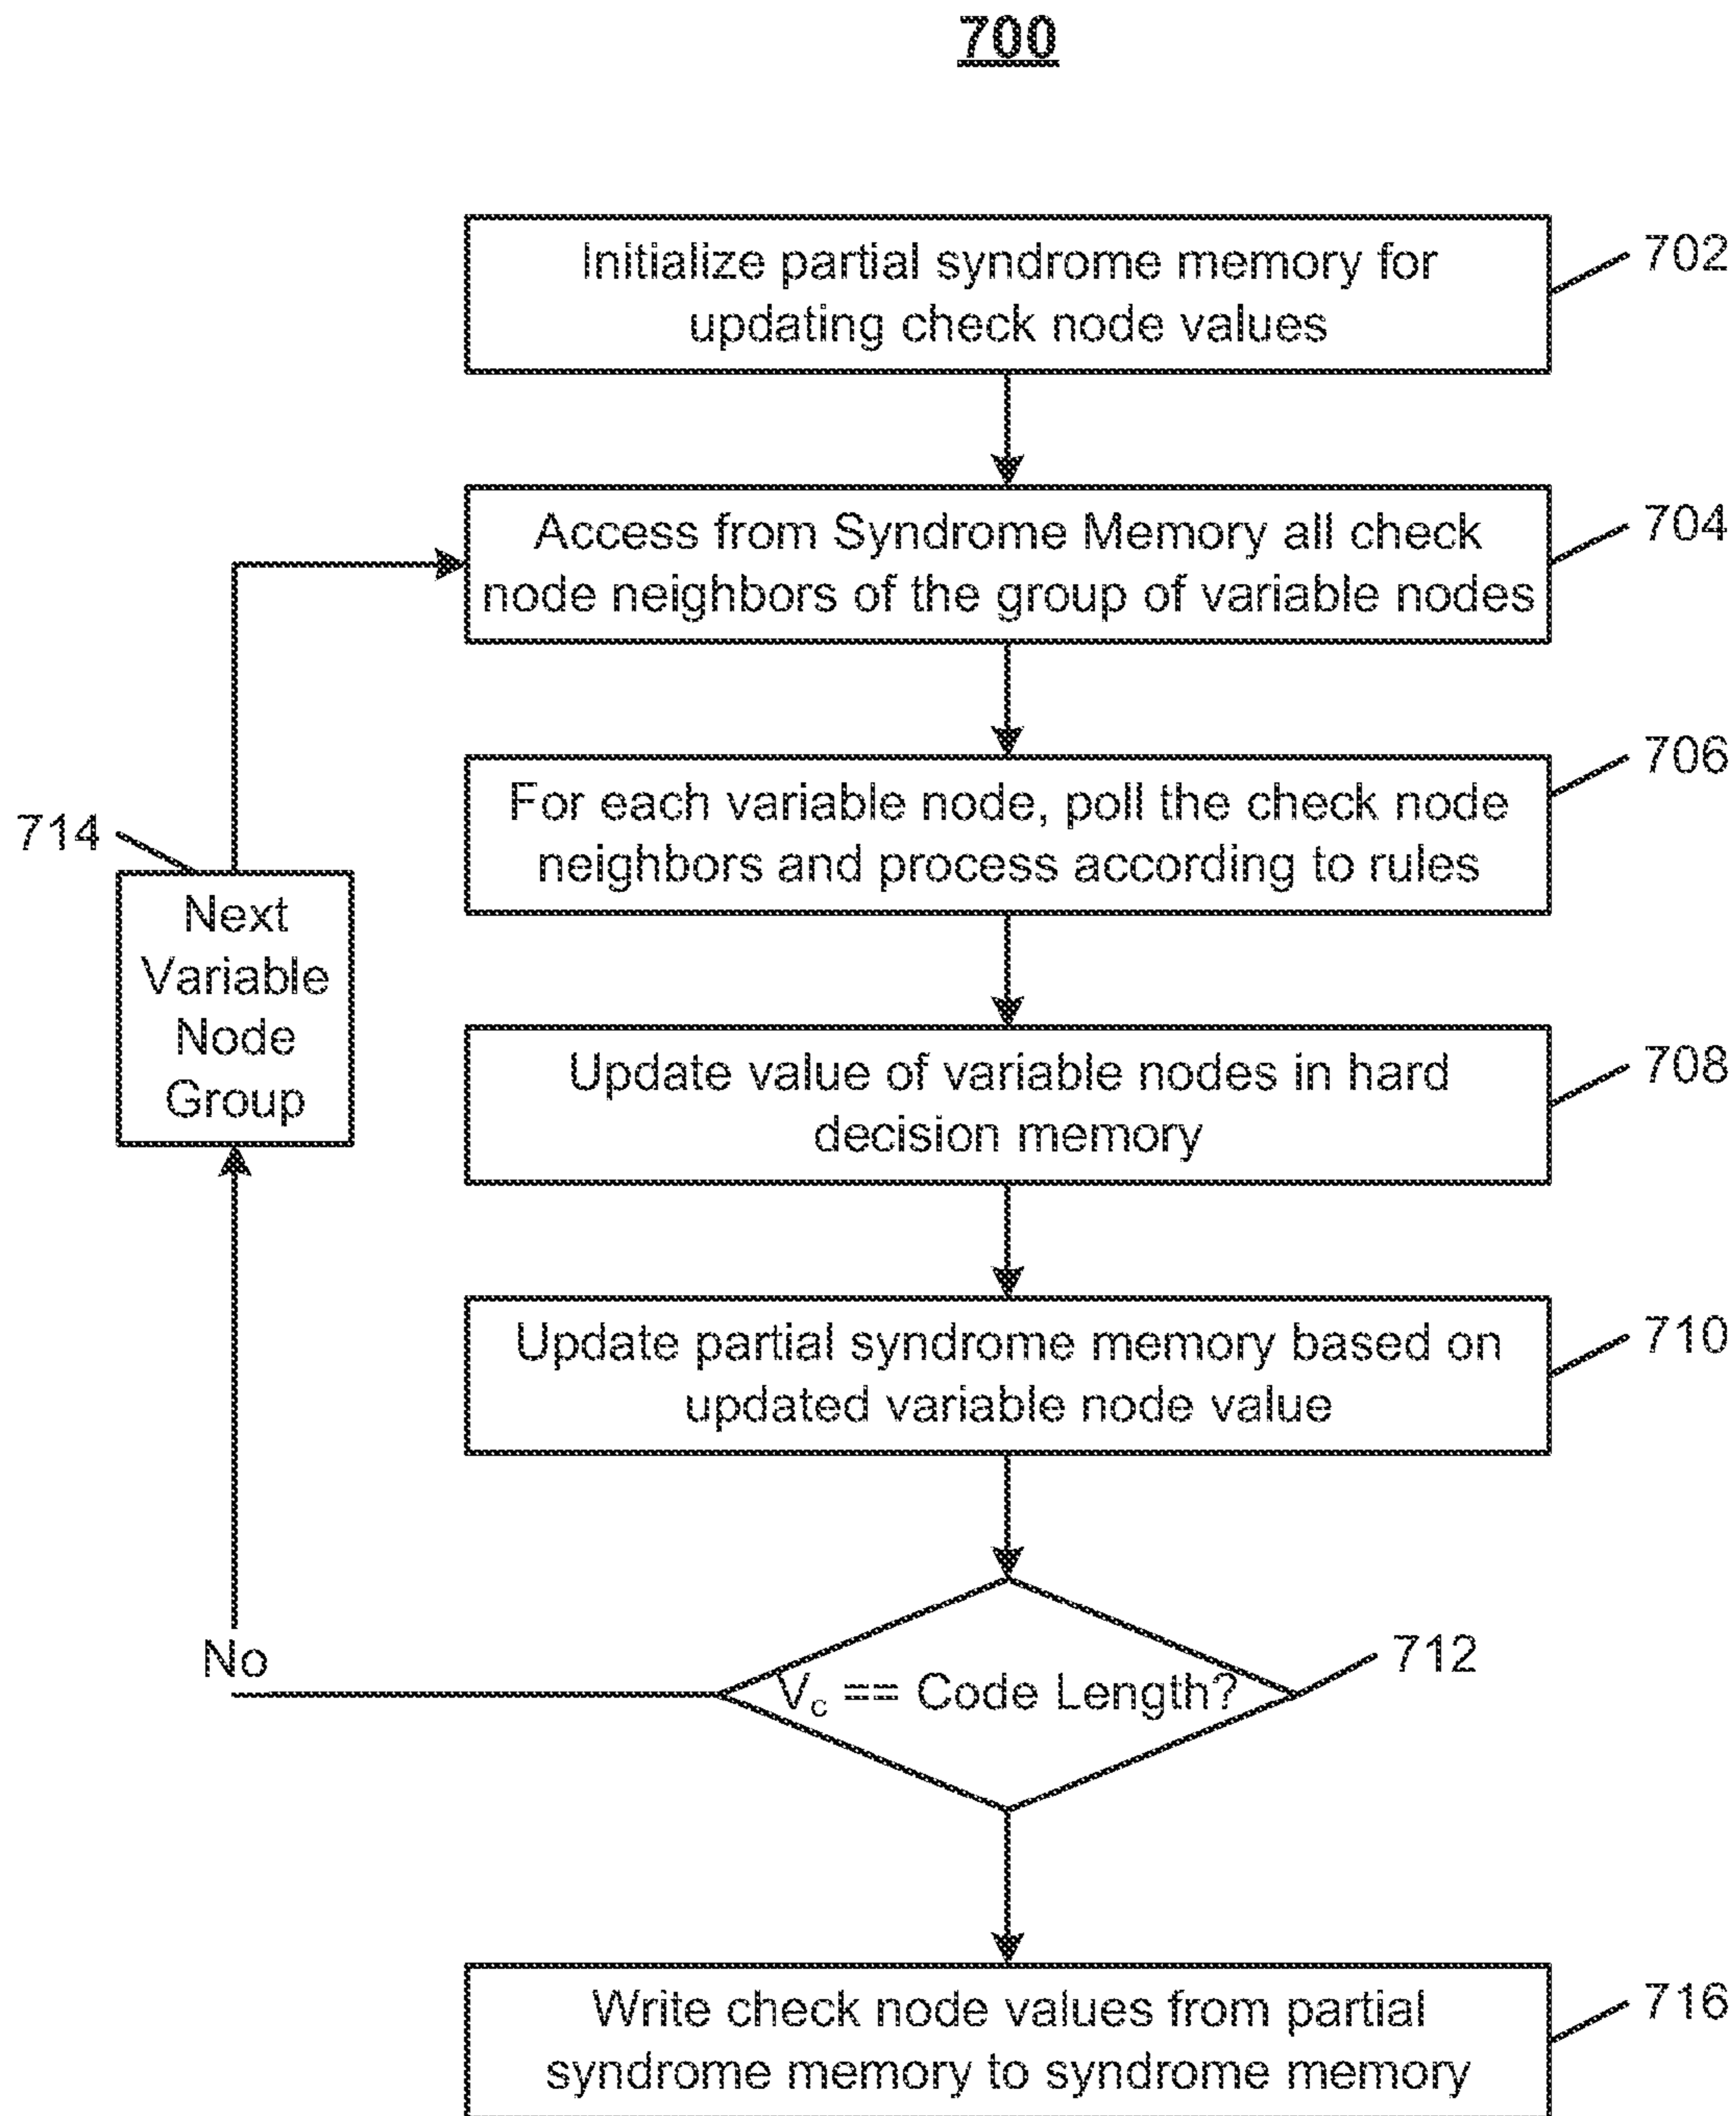 700
Initialize partial syndrome memory for
updating check node values
702
Access from Syndrome Memory all check
node neighbors of the group of variable nodes
704
For each variable node, poll the check node
neighbors and process according to rules
706
714
Next
Variable
Node
Group
Update value of variable nodes in hard
decision memory
708
Update partial syndrome memory based on
updated variable node value
710
No
Vc == Code Length?
712
Write check node values from partial
syndrome memory to syndrome memory
716